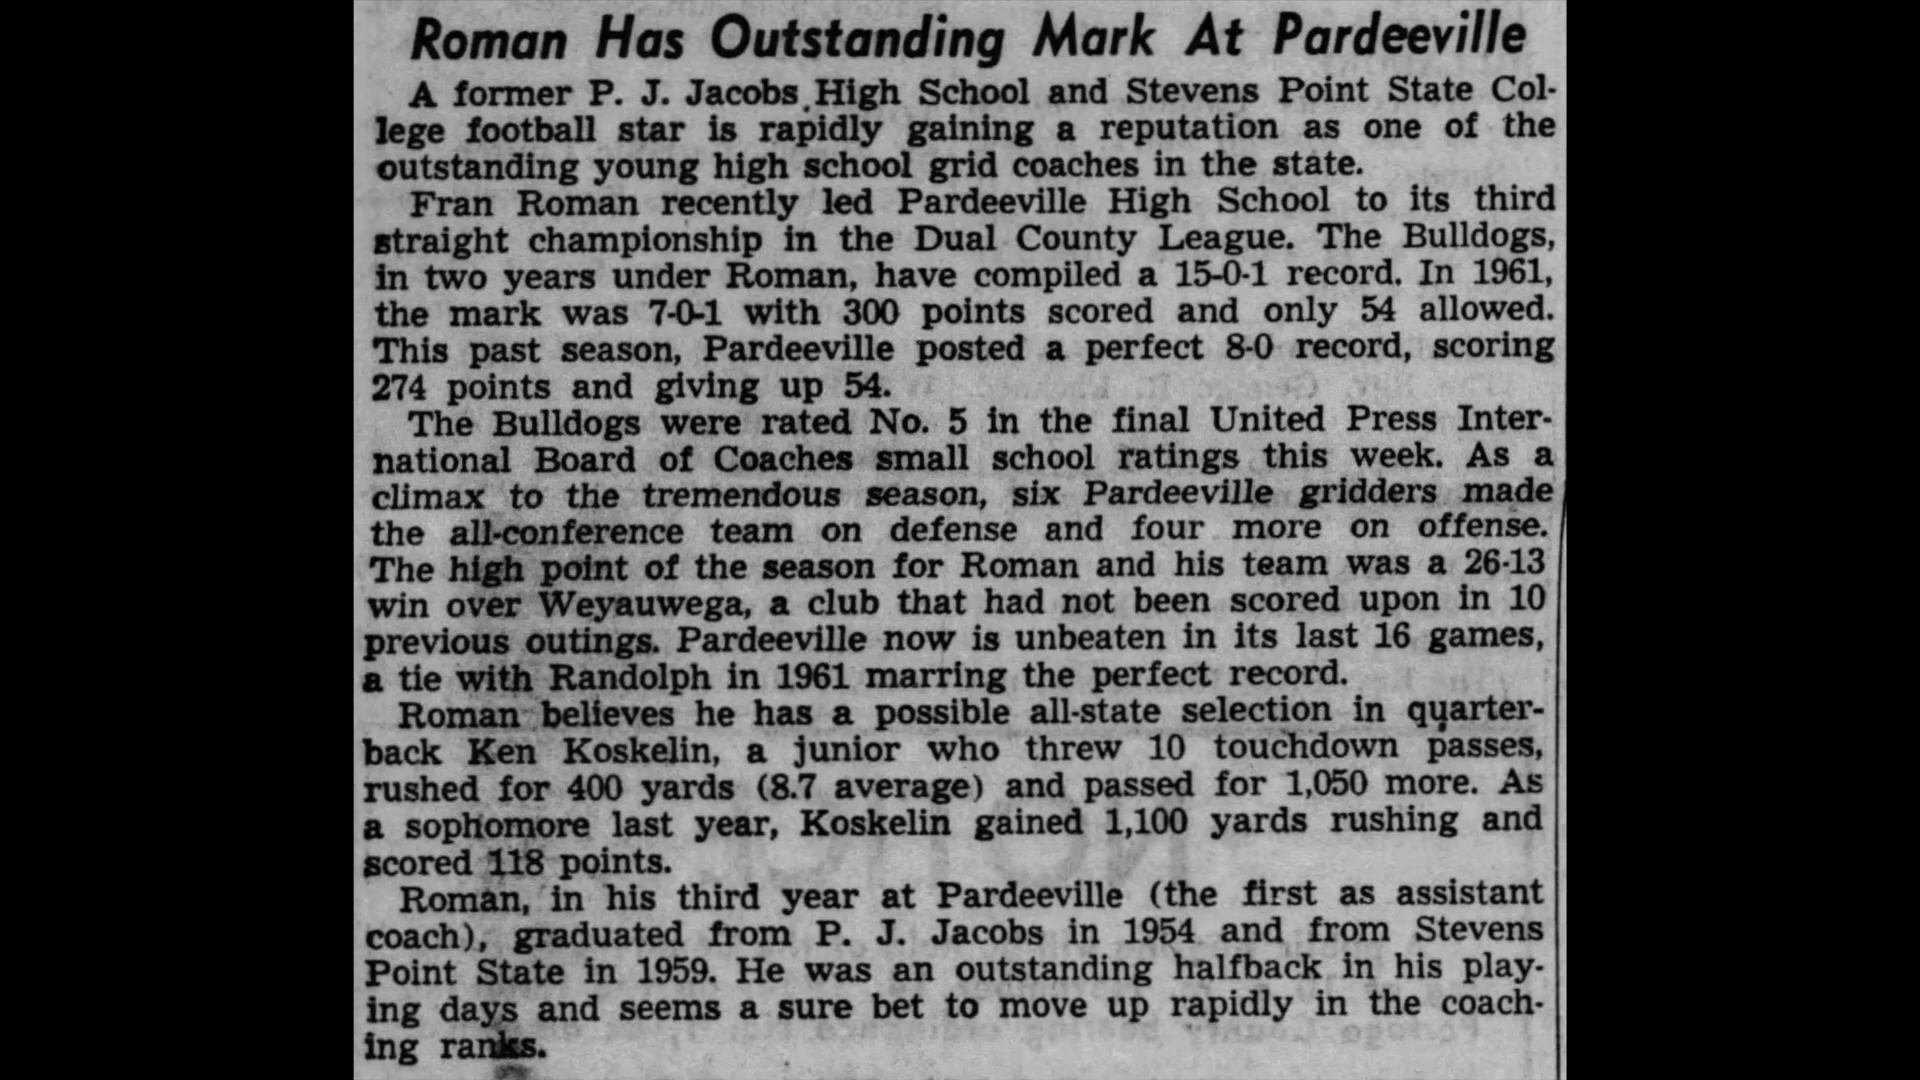 Roman Has Outstanding Mark At Pardeeville
A former P. J. Jacobs High School and Stevens Point State Col-
lege football star is rapidly gaining a reputation as one of the
outstanding young high school grid coaches in the state.
Fran Roman recently led Pardeeville High School to its third
straight championship in the Dual County League. The Bulldogs,
in two years under Roman, have compiled a 15-0-1 record. In 1961,
the mark was 7-0-1 with 300 points scored and only 54 allowed.
This past season, Pardeeville posted a perfect 8-0 record, scoring
274 points and giving up 54.
The Bulldogs were rated No. 5 in the final United Press Inter-
national Board of Coaches small school ratings this week. As a
climax to the tremendous season, six Pardeeville gridders made
the all-conference team on defense and four more on offense.
The high point of the season for Roman and his team was a 26-13
win over Weyauwega, a club that had not been scored upon in 10
previous outings. Pardeeville now is unbeaten in its last 16 games,
a tie with Randolph in 1961 marring the perfect record.
Roman believes he has a possible all-state selection in quarter-
back Ken Koskelin, a junior who threw 10 touchdown passes,
rushed for 400 yards (8.7 average) and passed for 1,050 more. As
a sophomore last year, Koskelin gained 1,100 yards rushing and
scored 118 points.
Roman, in his third year at Pardeeville (the first as assistant
coach), graduated from P. J. Jacobs in 1954 and from Stevens
Point State in 1959. He was an outstanding halfback in his play-
ing days and seems a sure bet to move up rapidly in the coach-
ing ranks.